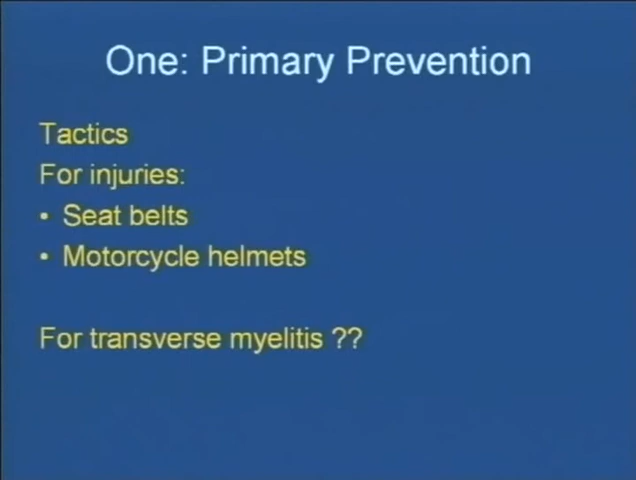 One: Primary Prevention
Tactics
For injuries:
• Seat belts
• Motorcycle helmets
For transverse myelitis ??